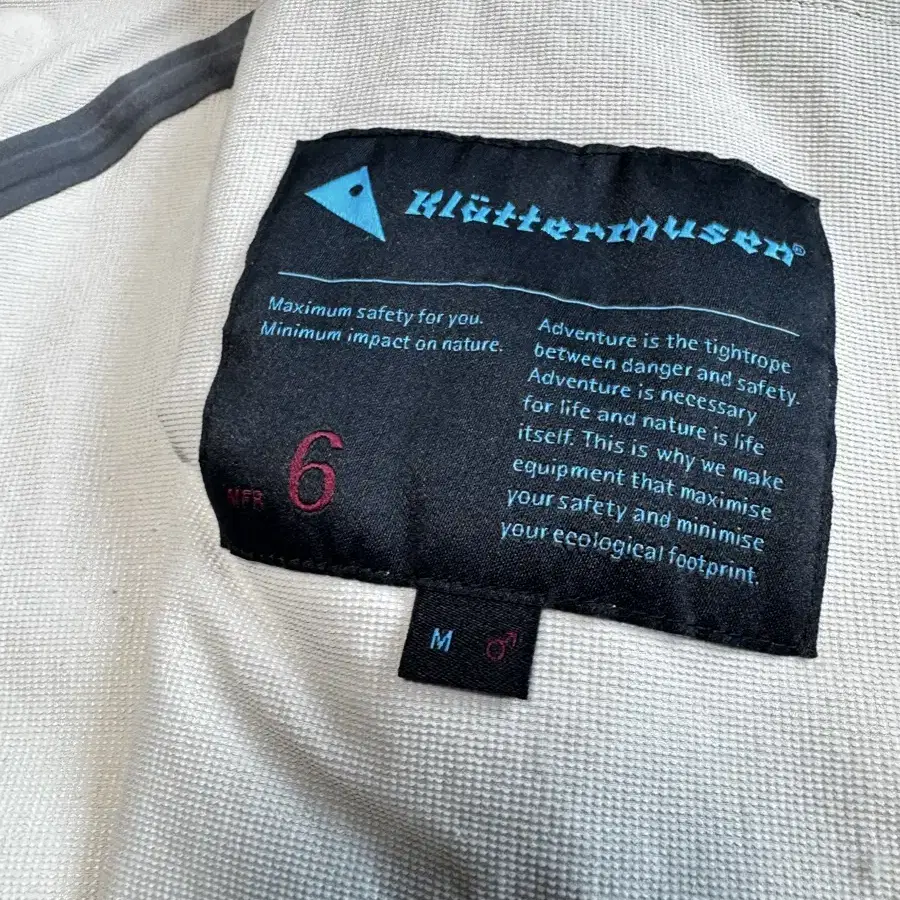 Klättermusen®
Maximum safety for you.
Minimum impact on nature.
Adventure is the tightrope
between danger and safety.
Adventure is necessary
for life and nature is life
itself. This is why we make
equipment that maximise
your safety and minimise
your ecological footprint.
NFR 6
M ♂